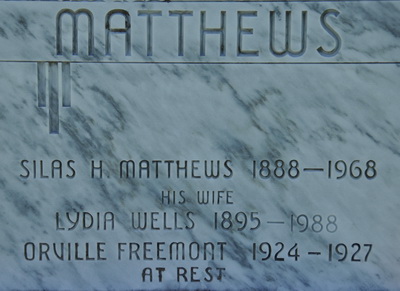 MATTHEWS
SILAS H. MATTHEWS 1888—1968
HIS WIFE
LYDIA WELLS 1895—1988
ORVILLE FREEMONT 1924—1927
AT REST